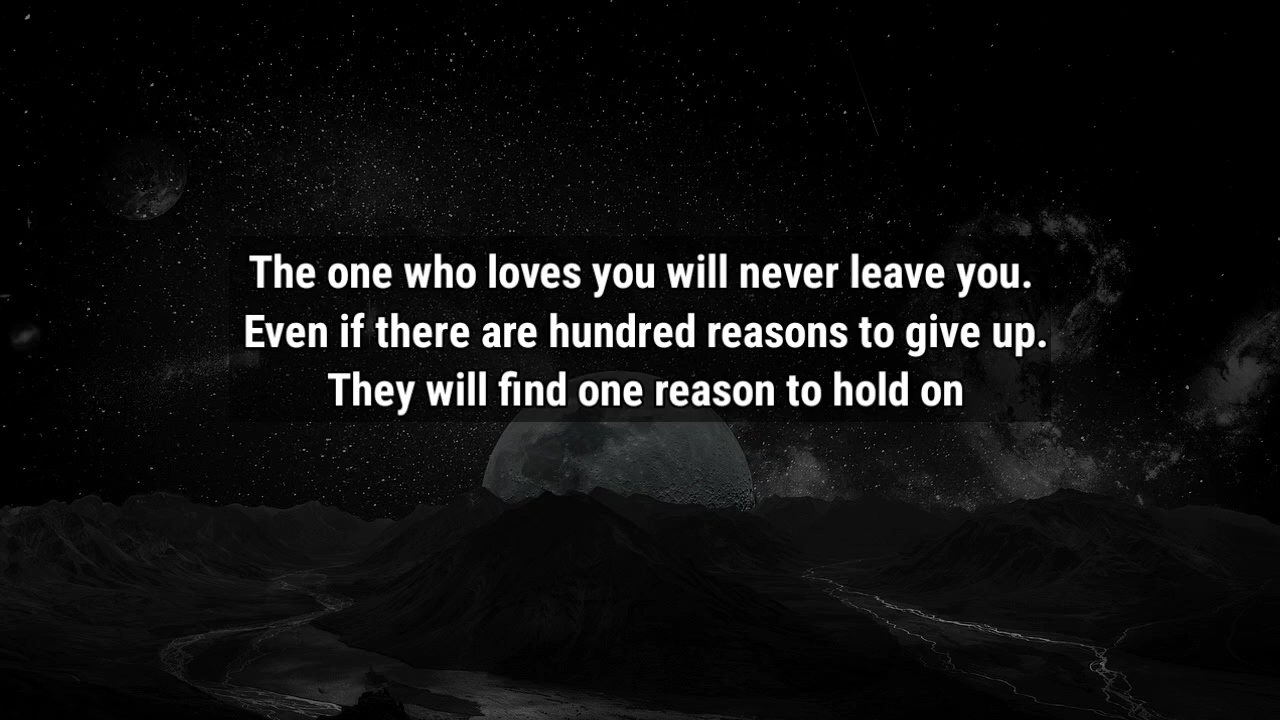 The one who loves you will never leave you.
Even if there are hundred reasons to give up.
They will find one reason to hold on